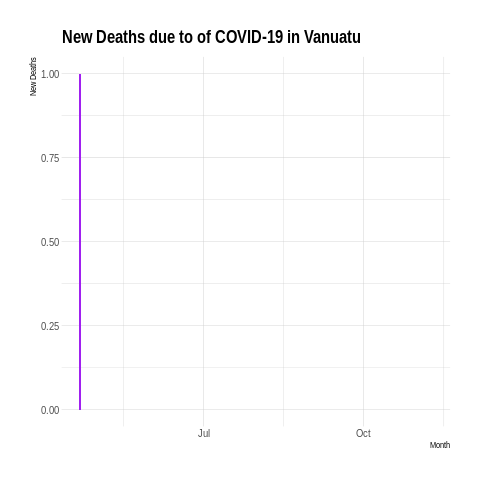 New Deaths due to of COVID-19 in Vanuatu
New Deaths
1.00
0.75
0.50
0.25
0.00
Jul
Oct
Month